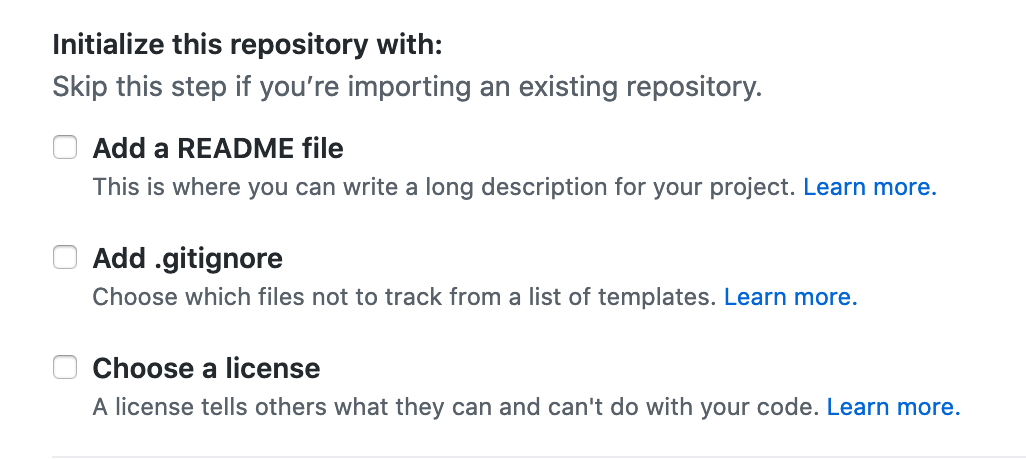 Initialize this repository with:
Skip this step if you’re importing an existing repository.
Add a README file
This is where you can write a long description for your project. Learn more.
Add .gitignore
Choose which files not to track from a list of templates. Learn more.
Choose a license
A license tells others what they can and can't do with your code. Learn more.